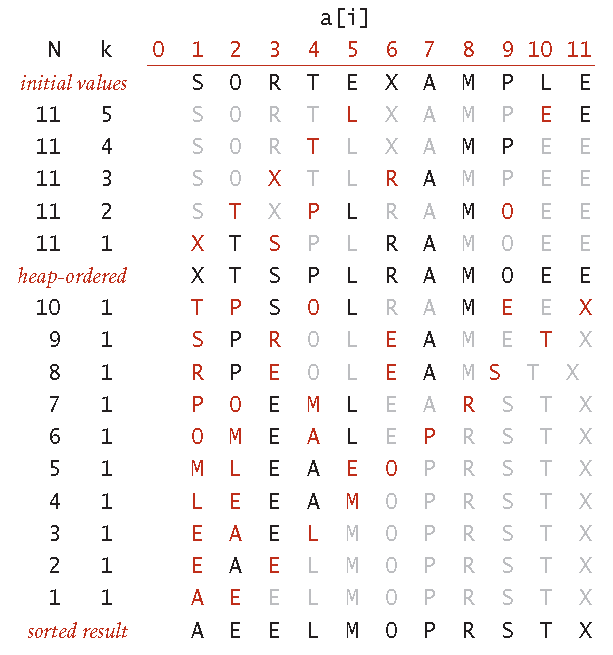 a[i]
N k 0 1 2 3 4 5 6 7 8 9 10 11
initial values S O R T E X A M P L E
11 5 S O R T L X A M P E E
11 4 S O R T L X A M P E E
11 3 S O X T L R A M P E E
11 2 S T X P L R A M O E E
11 1 X T S P L R A M O E E
heap-ordered X T S P L R A M O E E
10 1 T P S O L R A M E E X
9 1 S P R O L E A M E T X
8 1 R P E O L E A M S T X
7 1 P O E M L E A R S T X
6 1 O M E A L E P R S T X
5 1 M L E A E O P R S T X
4 1 L E E A M O P R S T X
3 1 E A E L M O P R S T X
2 1 E A E L M O P R S T X
1 1 A E E L M O P R S T X
sorted result A E E L M O P R S T X